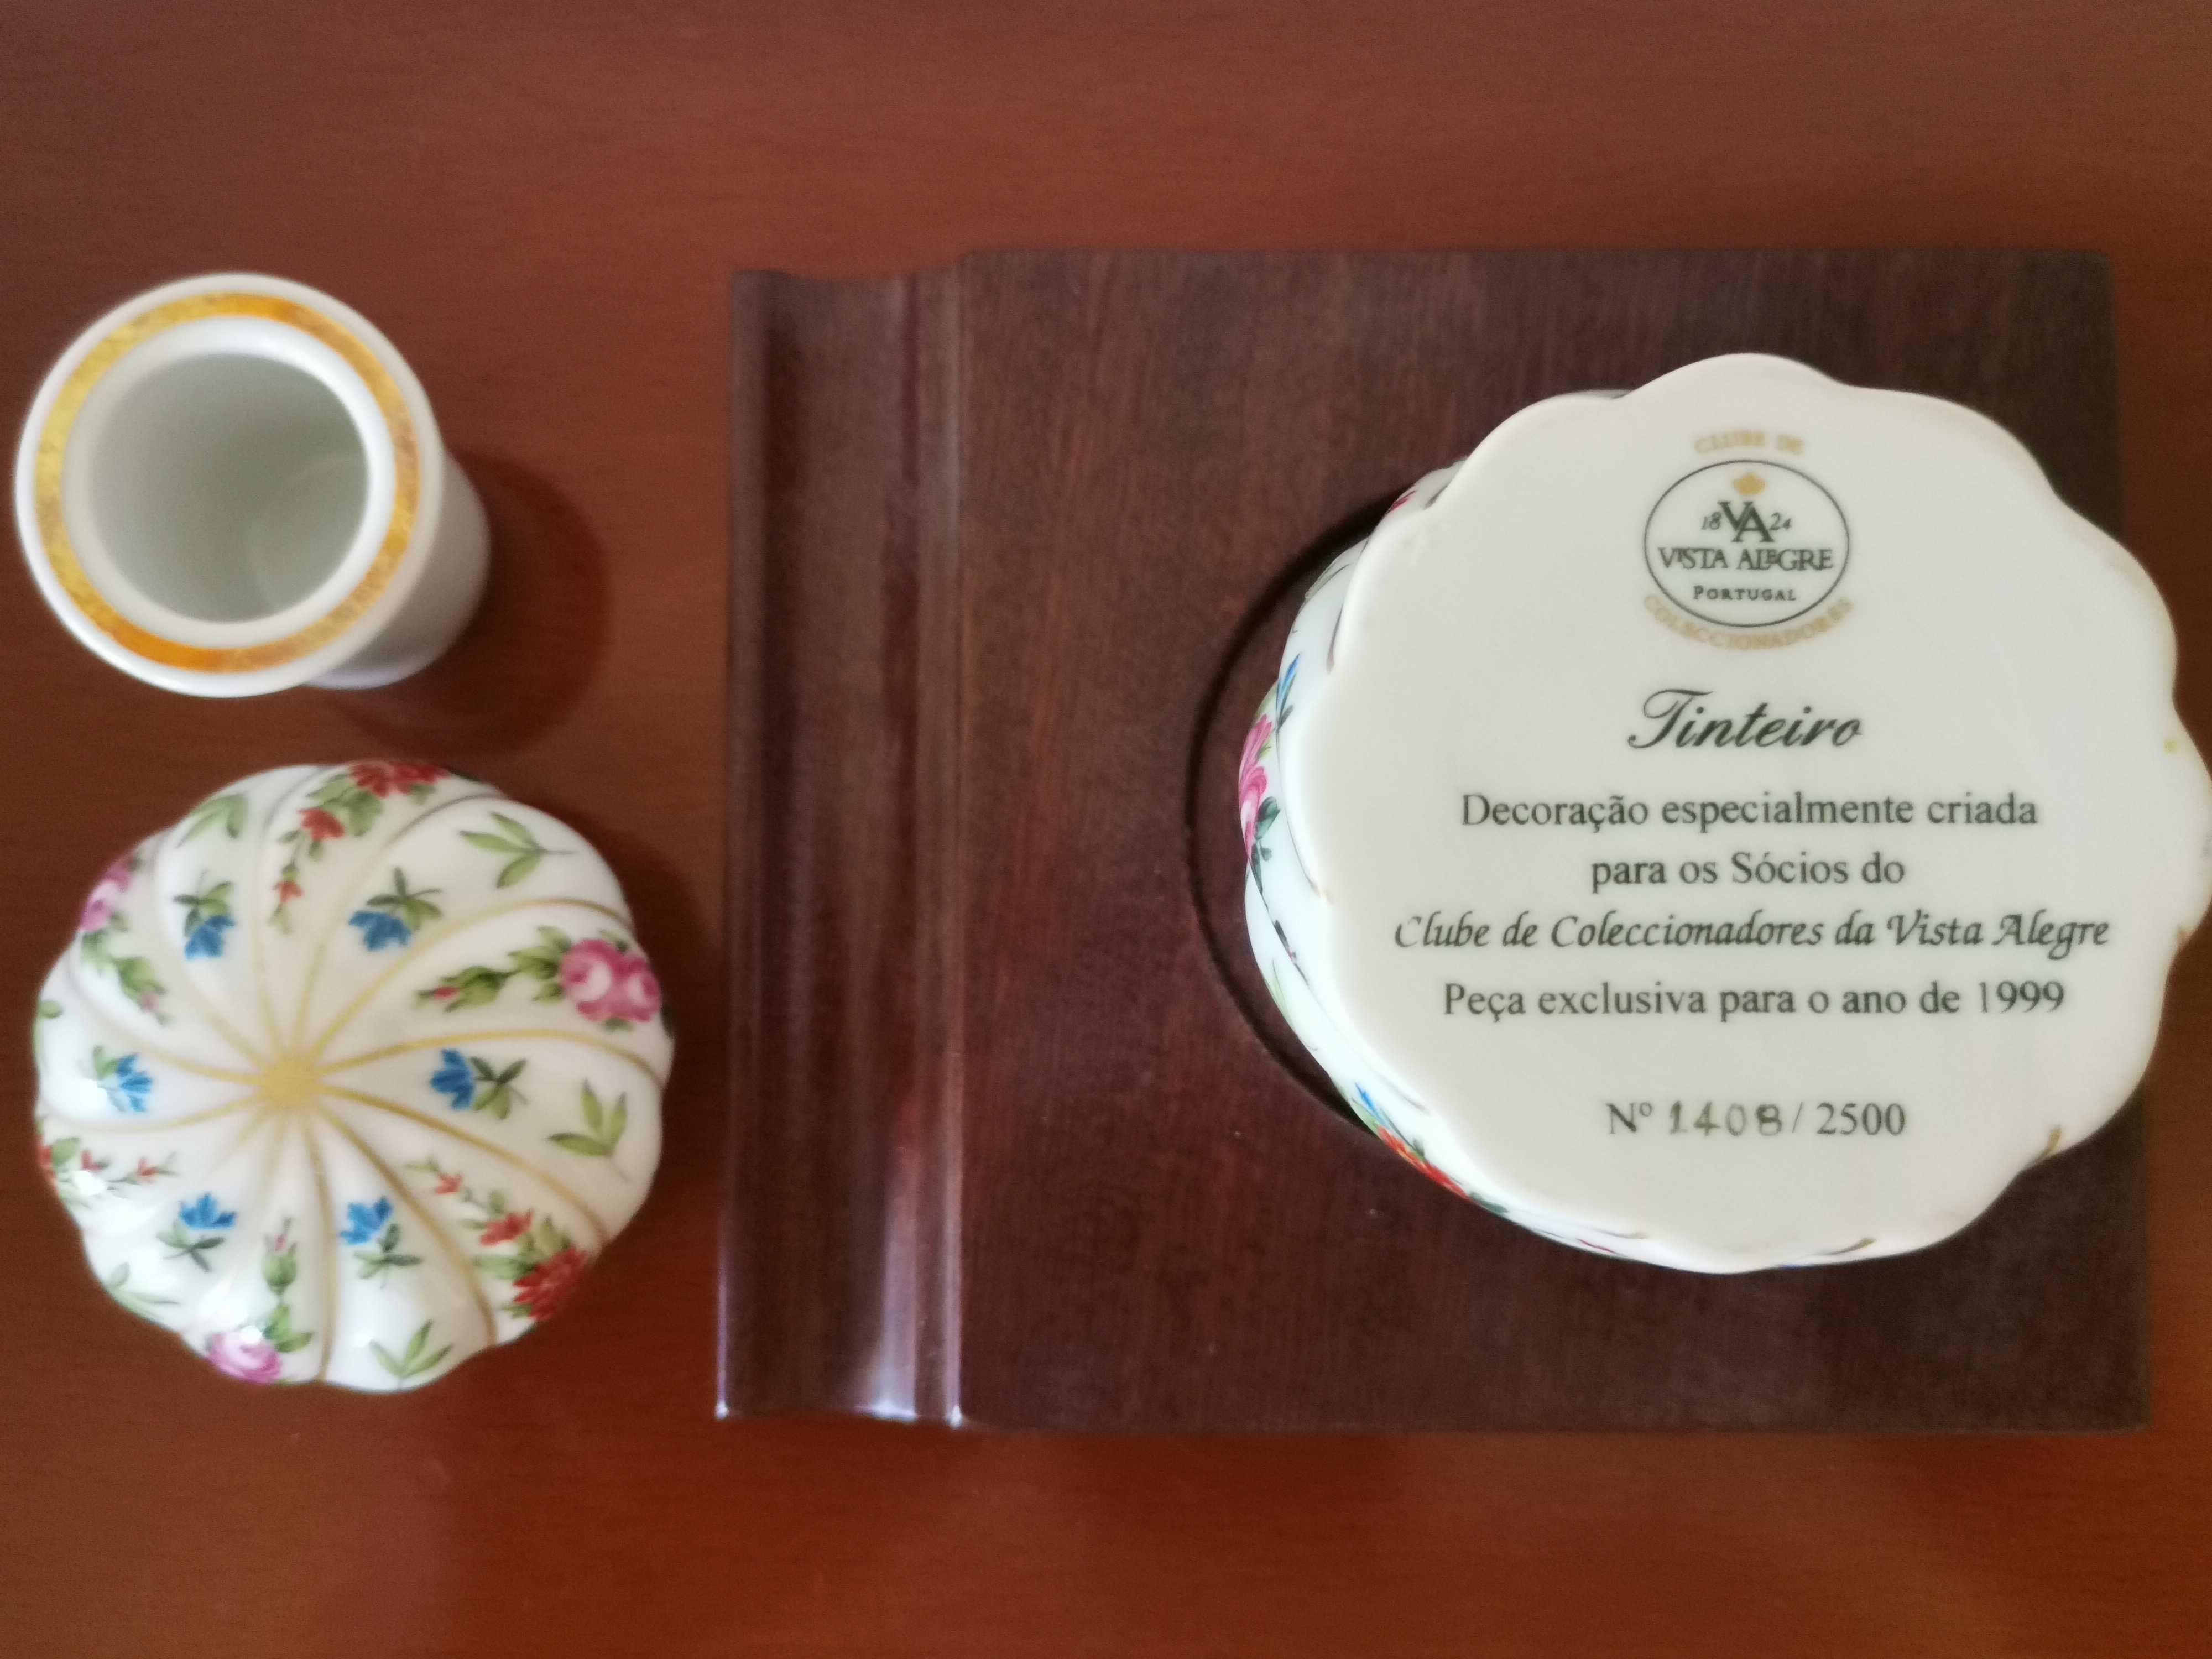 CLUBE DE
18 VA 24
VISTA ALEGRE
PORTUGAL
COLECCIONADORES
Tinteiro
Decoração especialmente criada
para os Sócios do
Clube de Coleccionadores da Vista Alegre
Peça exclusiva para o ano de 1999
Nº 1408 / 2500